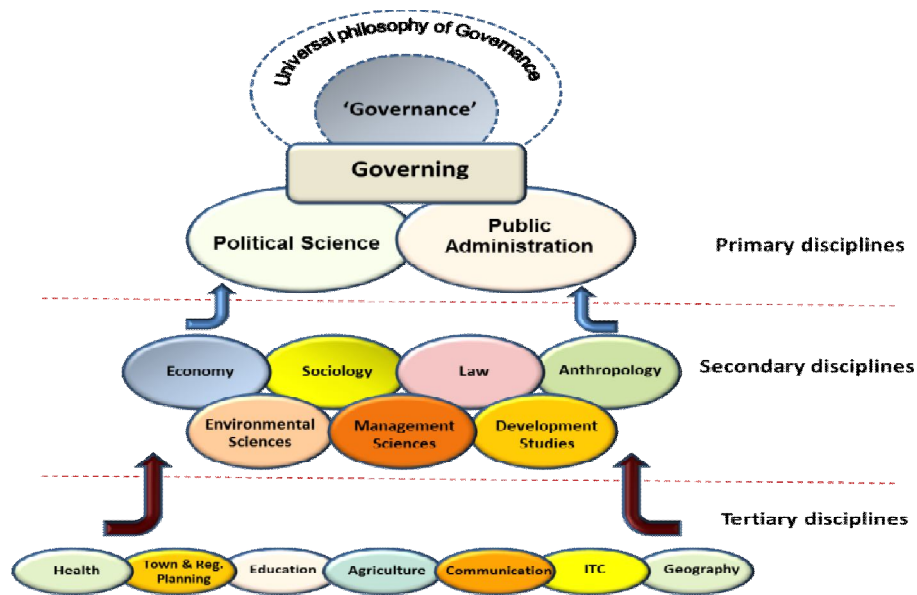 Universal philosophy of Governance
'Governance'
Governing
Political Science
Public
Administration
Primary disciplines
Economy
Sociology
Law
Anthropology
Secondary disciplines
Environmental
Sciences
Management
Sciences
Development
Studies
Tertiary disciplines
Health
Town & Reg.
Planning
Education
Agriculture
Communication
ITC
Geography